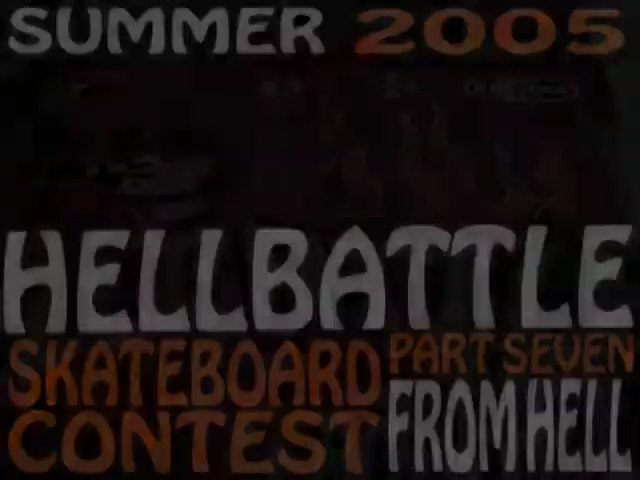 SUMMER 2005
HELLBATTLE
SKATEBOARD PART SEVEN
CONTEST FROM HELL